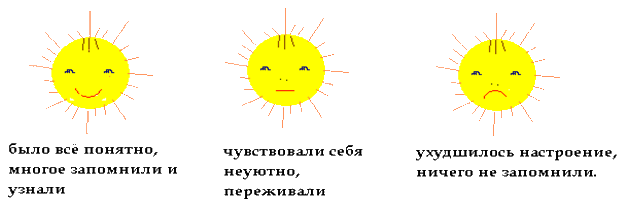 было всё понятно,
многое запомнили и
узнали
чувствовали себя
неуютно,
переживали
ухудшилось настроение,
ничего не запомнили.